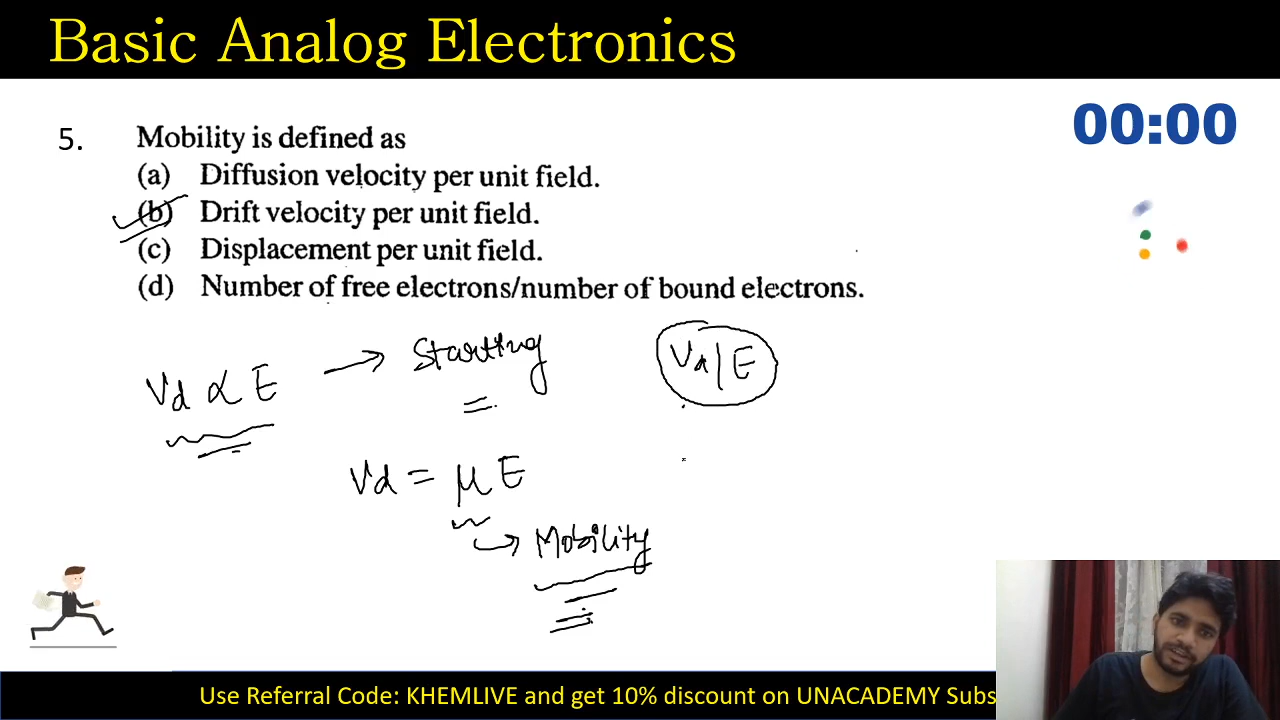 Basic Analog Electronics
00:00
5. Mobility is defined as
(a) Diffusion velocity per unit field.
(b) Drift velocity per unit field.
(c) Displacement per unit field.
(d) Number of free electrons/number of bound electrons.
Vd ∝ E → Starting
Vd/E
Vd = μE
→ Mobility
Use Referral Code: KHEMLIVE and get 10% discount on UNACADEMY Subs